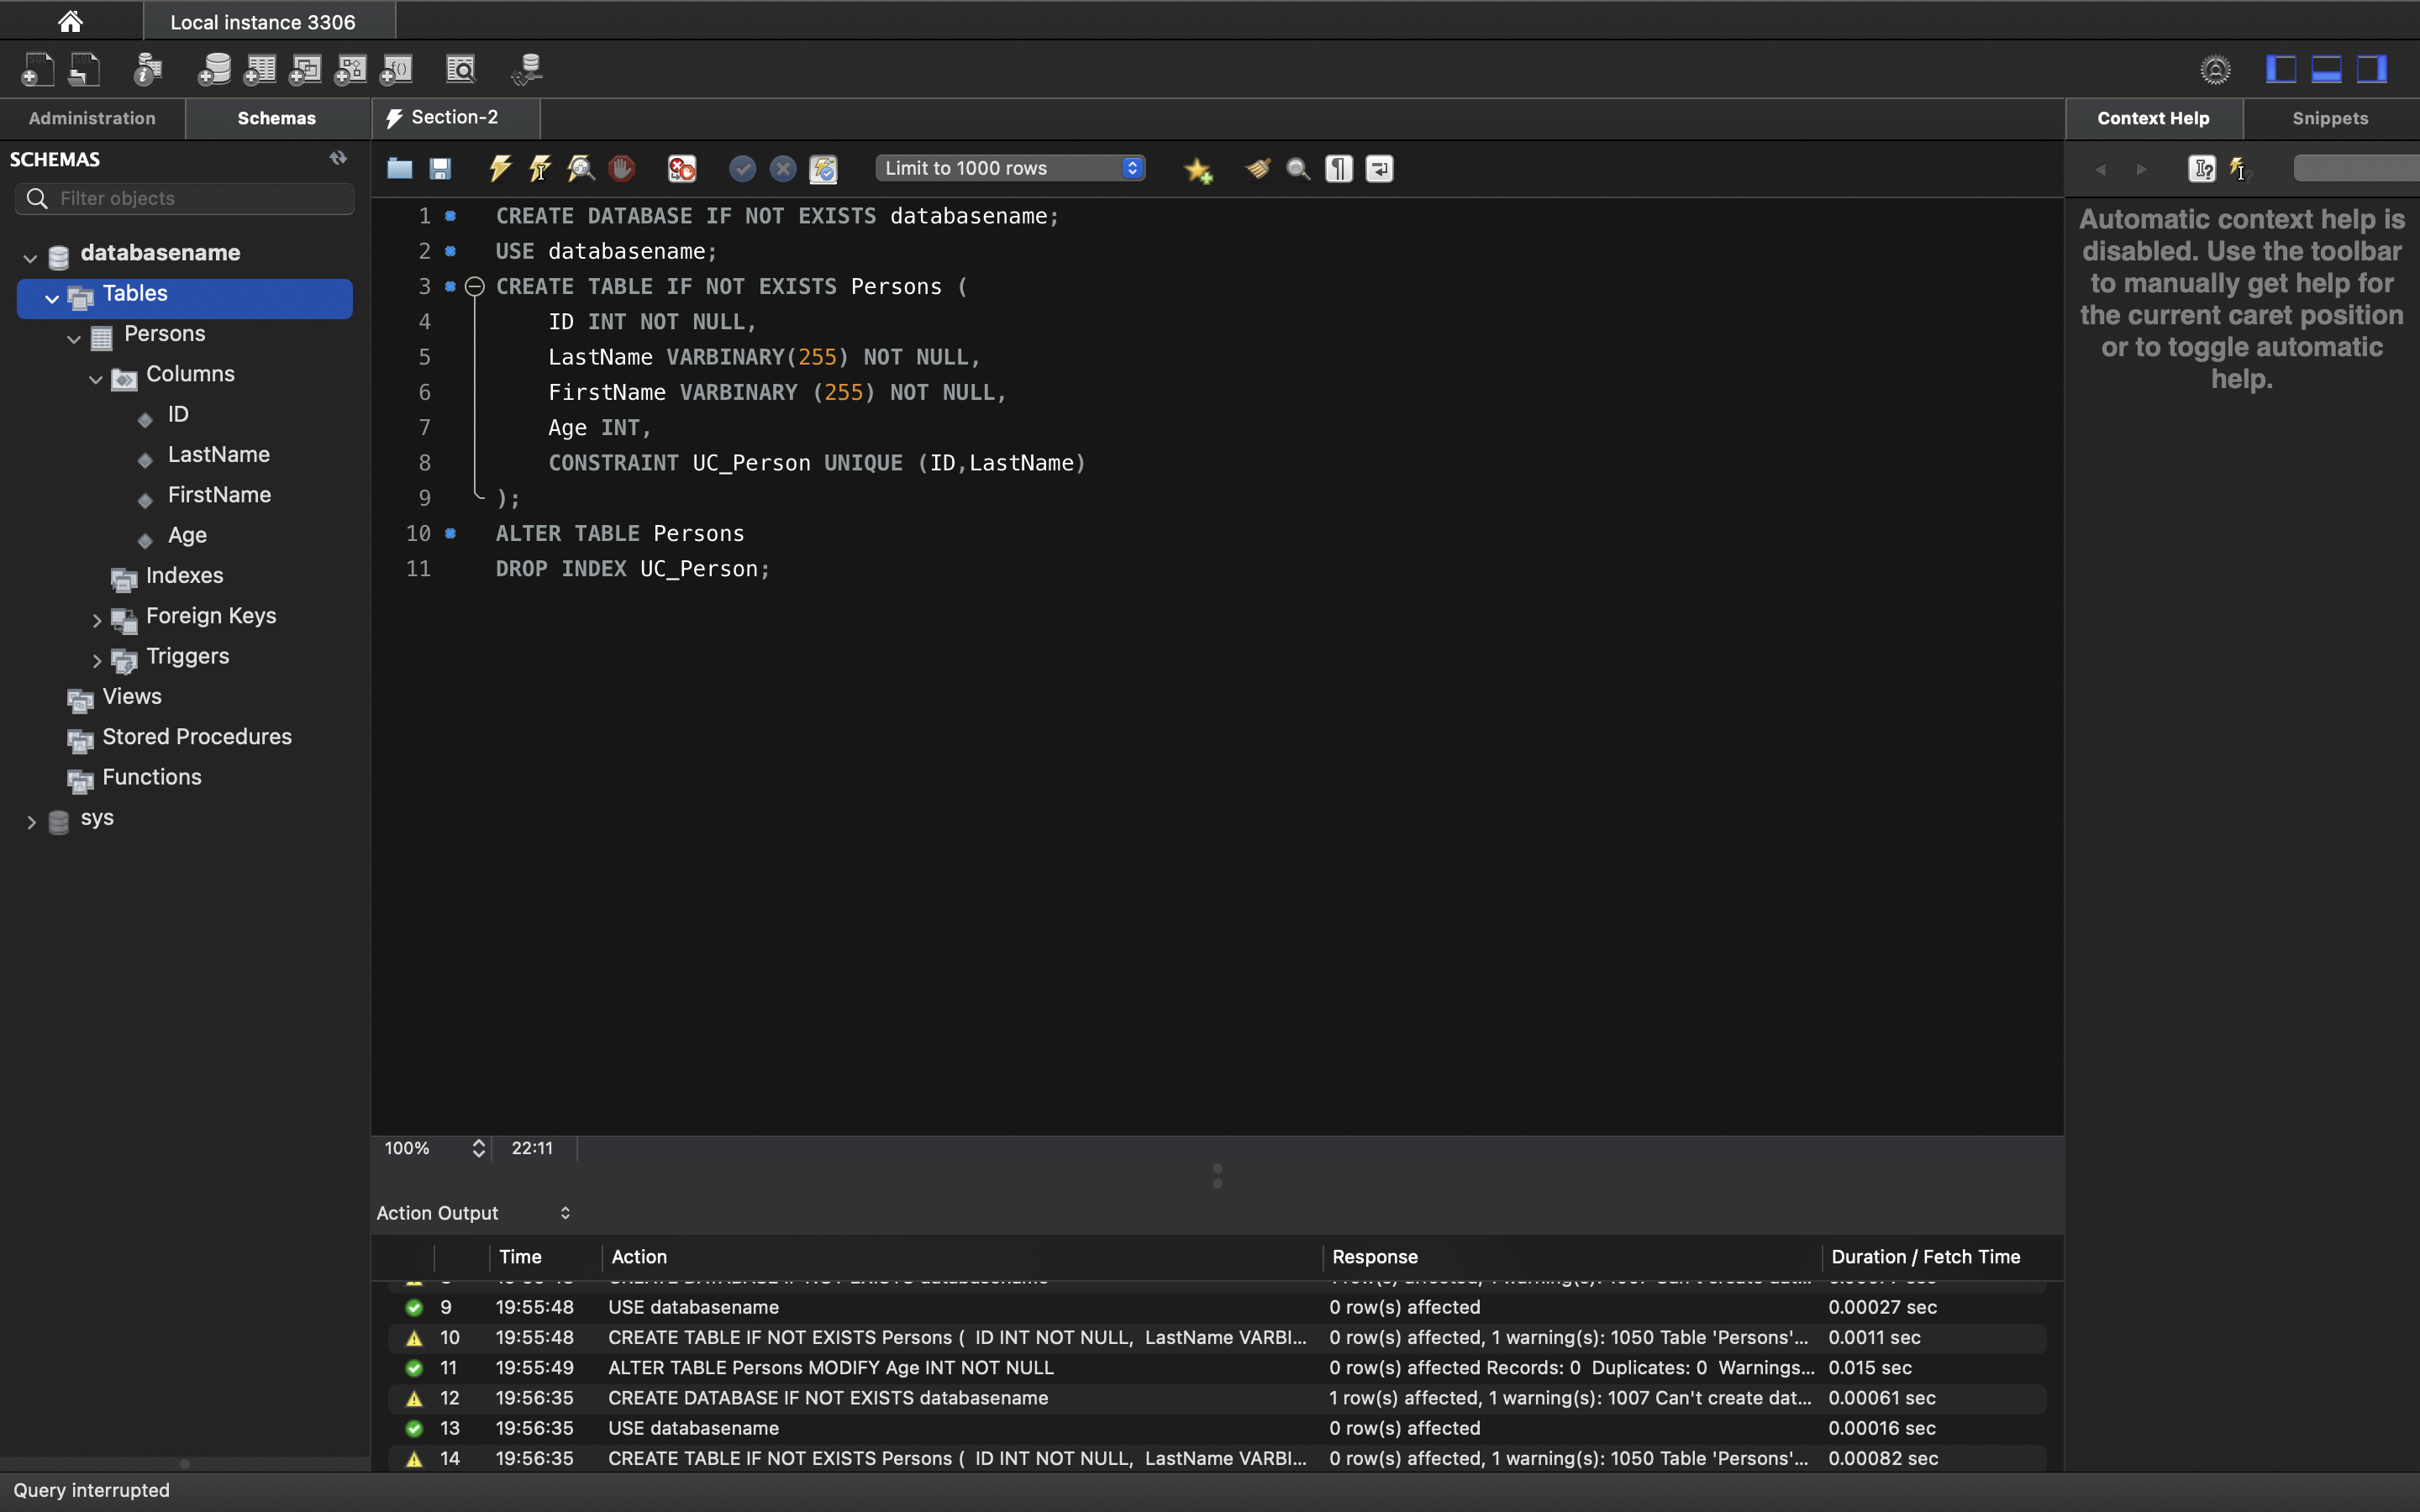 Local instance 3306
Administration
Schemas
Section-2
Context Help
Snippets
SCHEMAS
Filter objects
Limit to 1000 rows
databasename
Tables
Persons
Columns
ID
LastName
FirstName
Age
Indexes
Foreign Keys
Triggers
Views
Stored Procedures
Functions
sys
1 CREATE DATABASE IF NOT EXISTS databasename;
2 USE databasename;
3 CREATE TABLE IF NOT EXISTS Persons (
4 ID INT NOT NULL,
5 LastName VARBINARY(255) NOT NULL,
6 FirstName VARBINARY (255) NOT NULL,
7 Age INT,
8 CONSTRAINT UC_Person UNIQUE (ID,LastName)
9 );
10 ALTER TABLE Persons
11 DROP INDEX UC_Person;
Automatic context help is
disabled. Use the toolbar
to manually get help for
the current caret position
or to toggle automatic
help.
100% 22:11
Action Output
Time Action Response Duration / Fetch Time
9 19:55:48 USE databasename 0 row(s) affected 0.00027 sec
10 19:55:48 CREATE TABLE IF NOT EXISTS Persons ( ID INT NOT NULL, LastName VARBI... 0 row(s) affected, 1 warning(s): 1050 Table 'Persons'... 0.0011 sec
11 19:55:49 ALTER TABLE Persons MODIFY Age INT NOT NULL 0 row(s) affected Records: 0 Duplicates: 0 Warnings... 0.015 sec
12 19:56:35 CREATE DATABASE IF NOT EXISTS databasename 1 row(s) affected, 1 warning(s): 1007 Can't create dat... 0.00061 sec
13 19:56:35 USE databasename 0 row(s) affected 0.00016 sec
14 19:56:35 CREATE TABLE IF NOT EXISTS Persons ( ID INT NOT NULL, LastName VARBI... 0 row(s) affected, 1 warning(s): 1050 Table 'Persons'... 0.00082 sec
Query interrupted